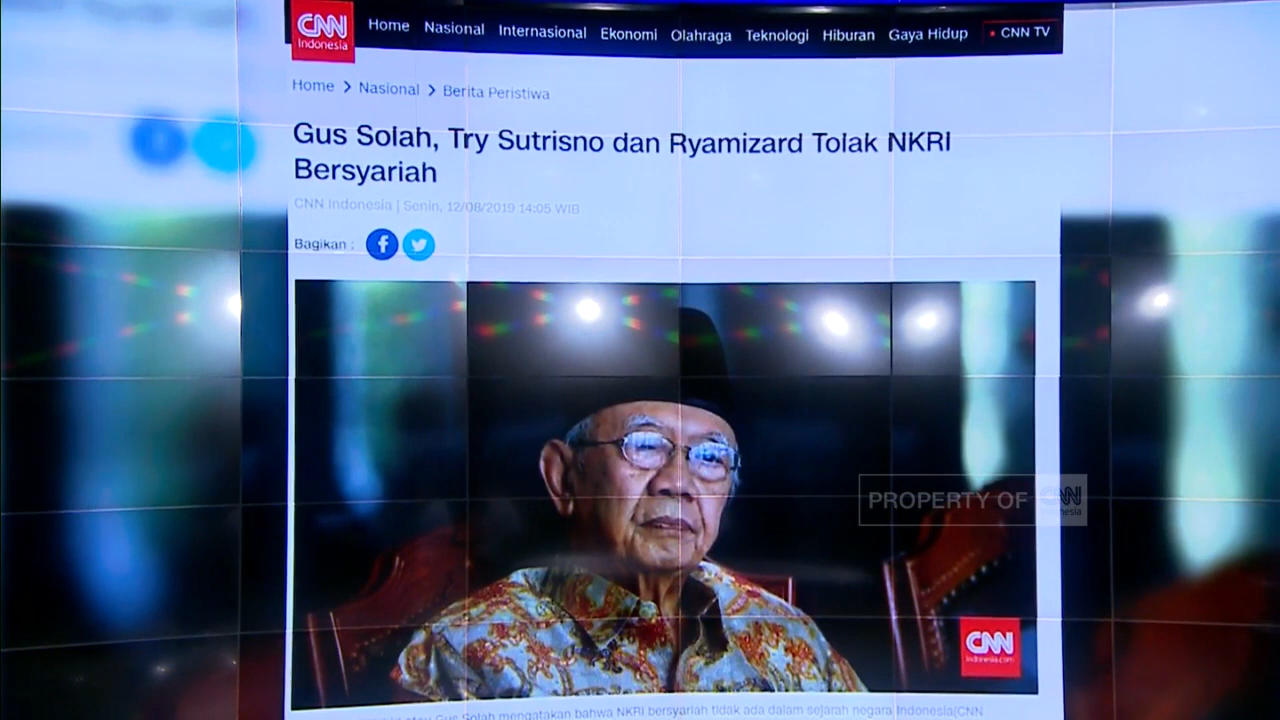 CNN
Indonesia
Home Nasional Internasional Ekonomi Olahraga Teknologi Hiburan Gaya Hidup CNN TV
Home > Nasional > Berita Peristiwa
Gus Solah, Try Sutrisno dan Ryamizard Tolak NKRI
Bersyariah
CNN Indonesia | Senin, 12/08/2019 14:05 WIB
Bagikan :
PROPERTY OF CNN
CNN
Indonesia.com
atau Gus Solah mengatakan bahwa NKRI bersyariah tidak ada dalam sejarah negara Indonesia(CNN